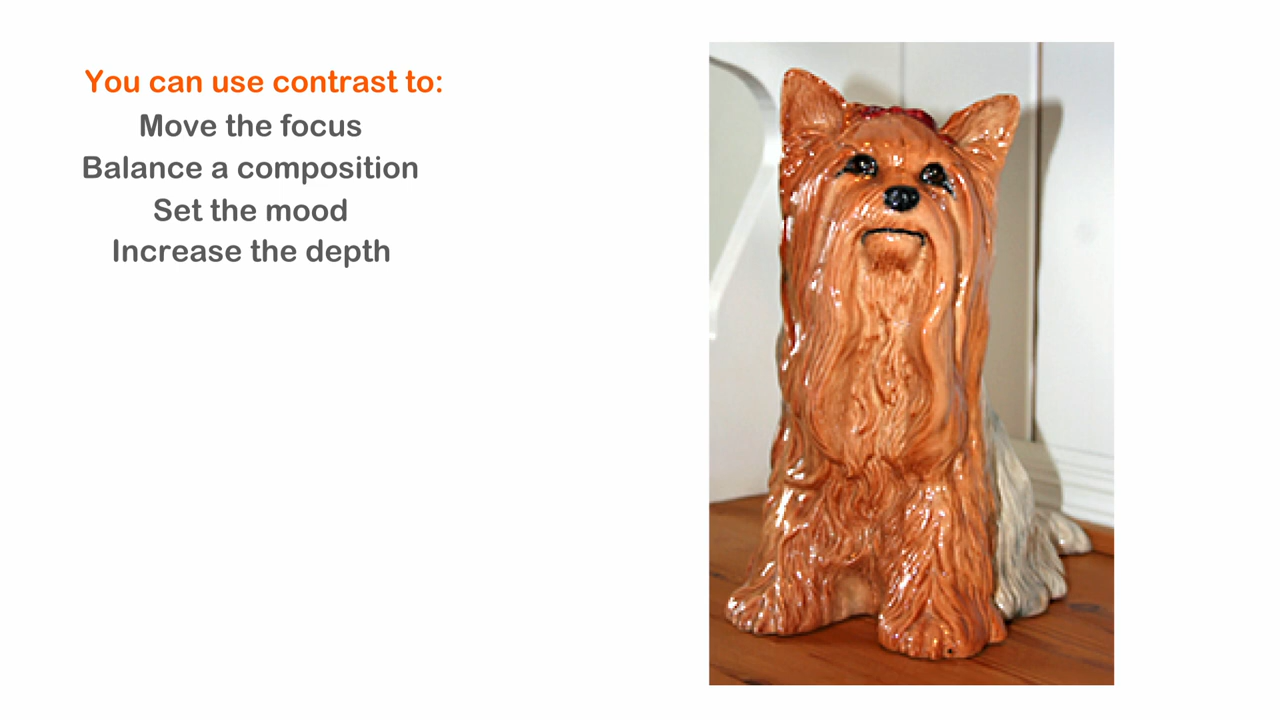 You can use contrast to:
Move the focus
Balance a composition
Set the mood
Increase the depth